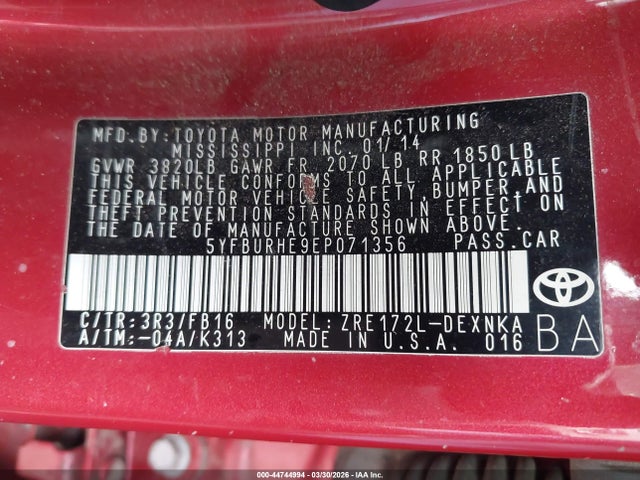 MFD. BY: TOYOTA MOTOR MANUFACTURING
MISSISSIPPI INC. 01/14
GVWR 3820LB GAWR FR 2070 LB RR 1850 LB
THIS VEHICLE CONFORMS TO ALL APPLICABLE
FEDERAL MOTOR VEHICLE SAFETY, BUMPER, AND
THEFT PREVENTION STANDARDS IN EFFECT ON
THE DATE OF MANUFACTURE SHOWN ABOVE.
5YFBURHE9EP071356 PASS.CAR
C/TR: 3R3/FB16 MODEL: ZRE172L-DEXNKA
A/TM: -04A/K313 MADE IN U.S.A. 016
BA
000-44744994 | 03/30/2026 - IAA Inc.